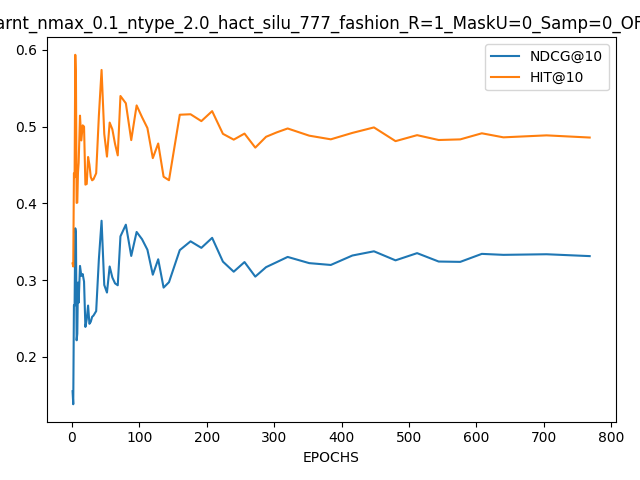 arnt_nmax_0.1_ntype_2.0_hact_silu_777_fashion_R=1_MaskU=0_Samp=0_OF
NDCG@10
HIT@10
0.6
0.5
0.4
0.3
0.2
0 100 200 300 400 500 600 700 800
EPOCHS